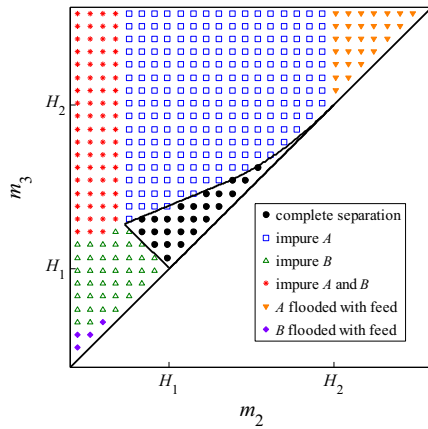 H₂
m₃
H₁
complete separation
impure A
impure B
impure A and B
A flooded with feed
B flooded with feed
H₁ H₂
m₂